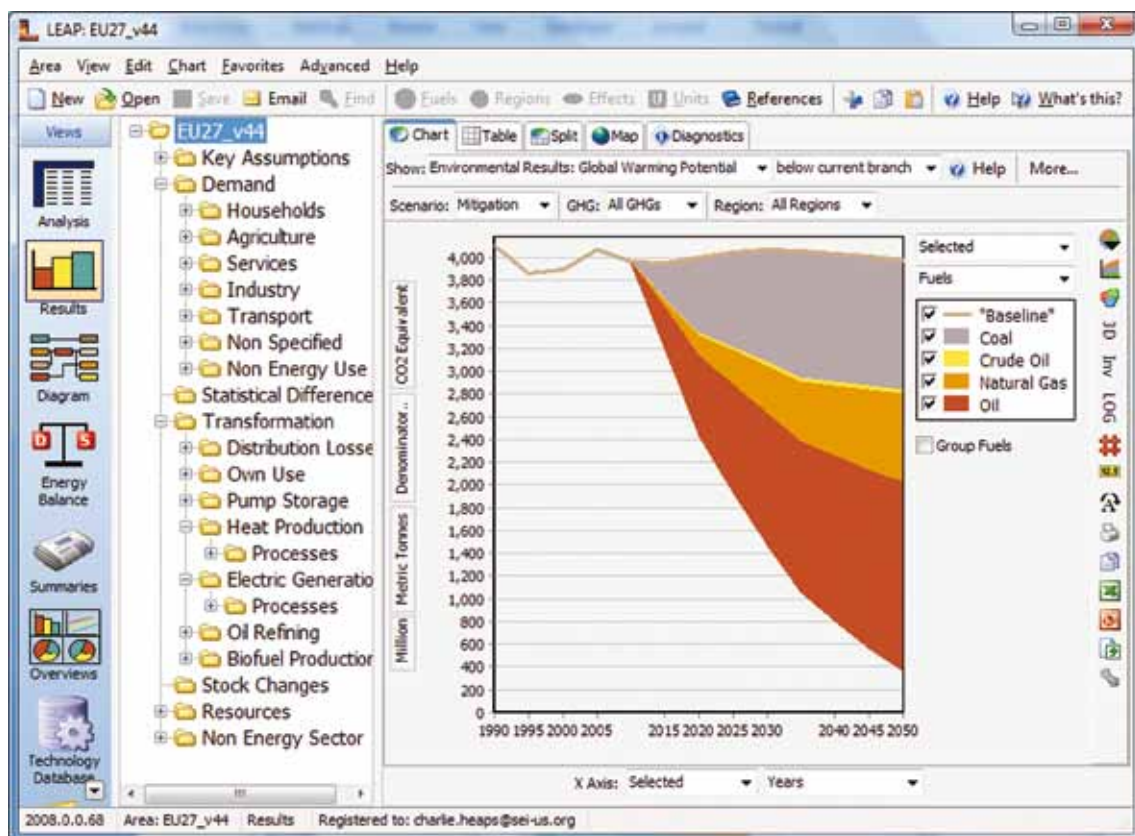 LEAP: EU27_v44
Area View Edit Chart Favorites Advanced Help
New Open Save Email Find Fuels Regions Effects Units References Help What's this?
Views
Analysis
Results
Diagram
D S
Energy
Balance
Summaries
Overviews
Technology
Database
EU27_v44
Key Assumptions
Demand
Households
Agriculture
Services
Industry
Transport
Non Specified
Non Energy Use
Statistical Difference
Transformation
Distribution Losse
Own Use
Pump Storage
Heat Production
Processes
Electric Generatio
Processes
Oil Refining
Biofuel Production
Stock Changes
Resources
Non Energy Sector
Chart Table Split Map Diagnostics
Show: Environmental Results: Global Warming Potential below current branch Help More...
Scenario: Mitigation GHG: All GHGs Region: All Regions
CO2 Equivalent
Denominator..
Metric Tonnes
Million
4,000
3,800
3,600
3,400
3,200
3,000
2,800
2,600
2,400
2,200
2,000
1,800
1,600
1,400
1,200
1,000
800
600
400
200
0
1990 1995 2000 2005 2015 2020 2025 2030 2040 2045 2050
Selected
Fuels
"Baseline"
Coal
Crude Oil
Natural Gas
Oil
Group Fuels
3D
Inv
LOG
X Axis: Selected Years
2008.0.0.68 Area: EU27_v44 Results Registered to: charlie.heaps@sei-us.org